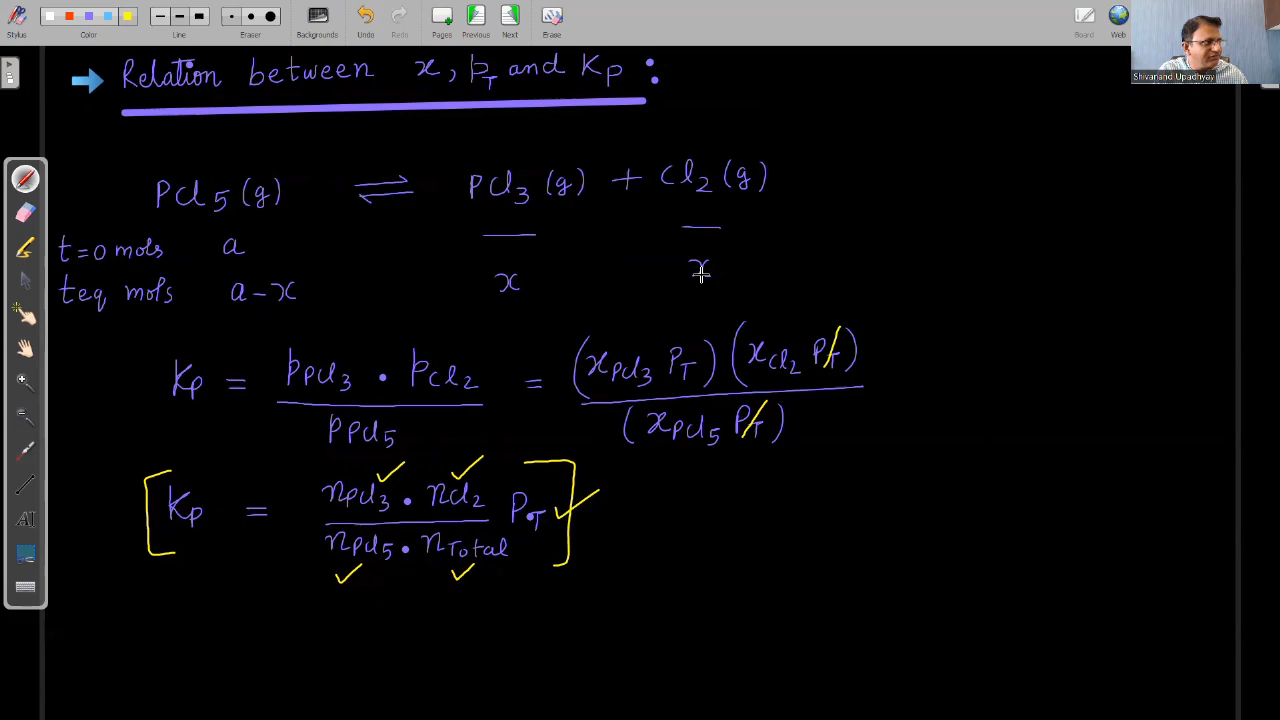 Stylus Color Line Eraser Backgrounds Undo Redo Pages Previous Next Erase Board Web
Shivanand Upadhyay
Relation between x, pT and Kp :
PCl5 (g) ⇌ PCl3 (g) + Cl2 (g)
t=0 mols a — —
teq mols a - x x x
Kp = pPCl3 • pCl2 / pPCl5 = (xPCl3 PT) (xCl2 PT) / (xPCl5 PT)
[Kp = nPCl3 • nCl2 / nPCl5 • nTotal P•T] ✓